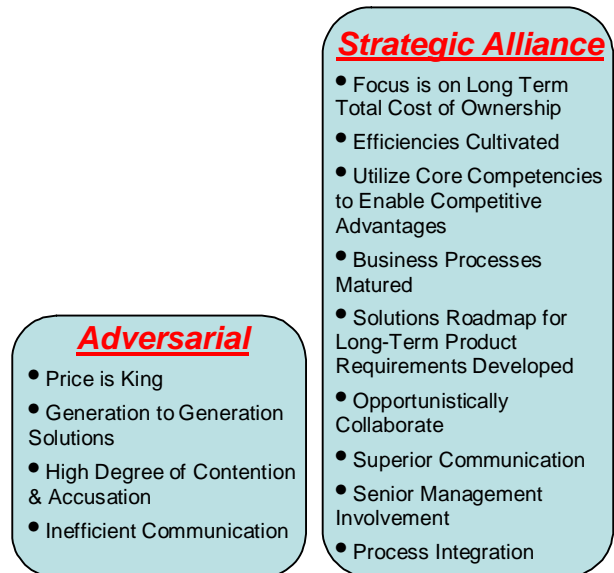 Adversarial
• Price is King
• Generation to Generation
Solutions
• High Degree of Contention
& Accusation
• Inefficient Communication
Strategic Alliance
• Focus is on Long Term
Total Cost of Ownership
• Efficiencies Cultivated
• Utilize Core Competencies
to Enable Competitive
Advantages
• Business Processes
Matured
• Solutions Roadmap for
Long-Term Product
Requirements Developed
• Opportunistically
Collaborate
• Superior Communication
• Senior Management
Involvement
• Process Integration